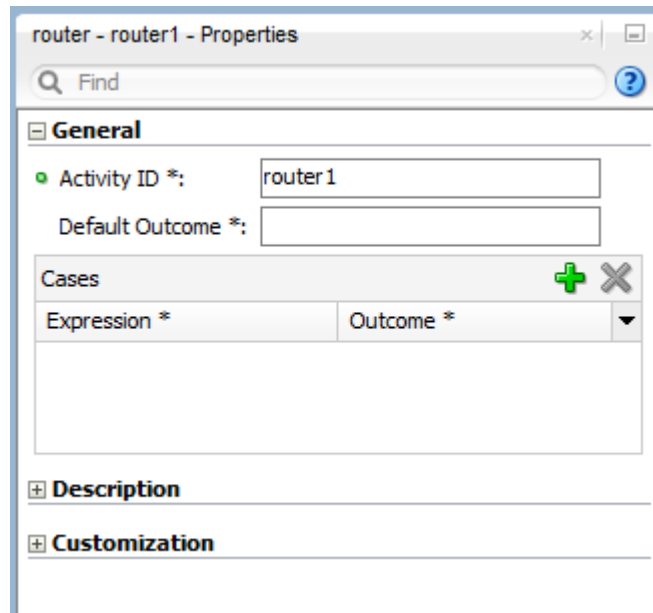 router - router1 - Properties
Find
General
Activity ID *: router1
Default Outcome *:
Cases
Expression * Outcome *
Description
Customization